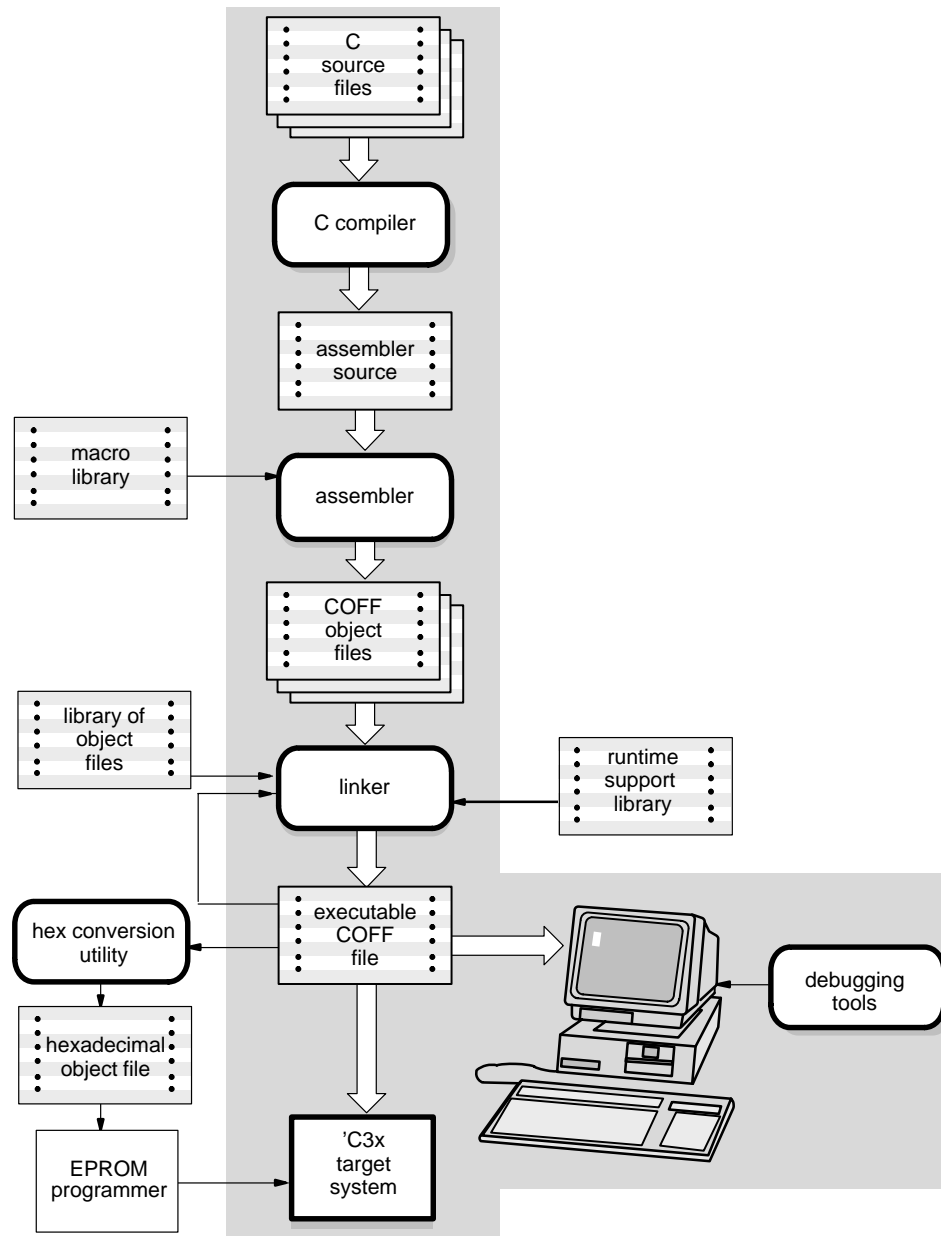 C
source
files
C compiler
assembler
source
macro
library
assembler
COFF
object
files
library of
object
files
linker
runtime
support
library
executable
COFF
file
hex conversion
utility
debugging
tools
hexadecimal
object file
'C3x
target
system
EPROM
programmer